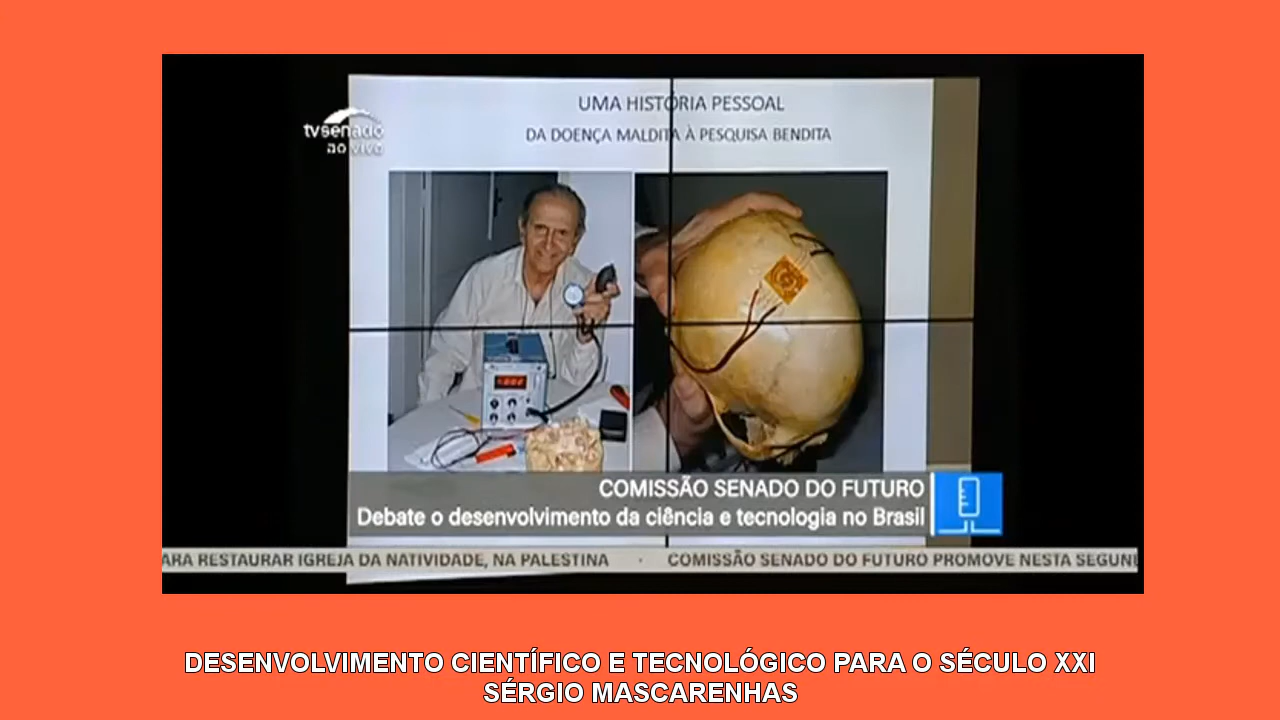 UMA HISTÓRIA PESSOAL
DA DOENÇA MALDITA À PESQUISA BENDITA
tvsenado
ao vivo
COMISSÃO SENADO DO FUTURO
Debate o desenvolvimento da ciência e tecnologia no Brasil
ARA RESTAURAR IGREJA DA NATIVIDADE, NA PALESTINA · COMISSÃO SENADO DO FUTURO PROMOVE NESTA SEGUN
DESENVOLVIMENTO CIENTÍFICO E TECNOLÓGICO PARA O SÉCULO XXI
SÉRGIO MASCARENHAS